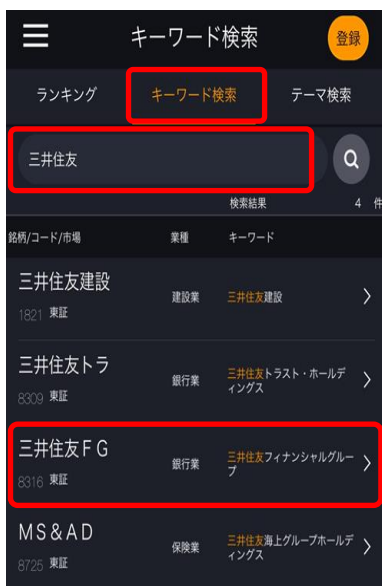 キーワード検索
登録
ランキング
キーワード検索
テーマ検索
三井住友
検索結果 4 件
銘柄/コード/市場 業種 キーワード
三井住友建設
1821 東証
建設業
三井住友建設
三井住友トラ
8309 東証
銀行業
三井住友トラスト・ホールデ
ィングス
三井住友ＦＧ
8316 東証
銀行業
三井住友フィナンシャルグルー
プ
ＭＳ＆ＡＤ
8725 東証
保険業
三井住友海上グループホールデ
ィングス